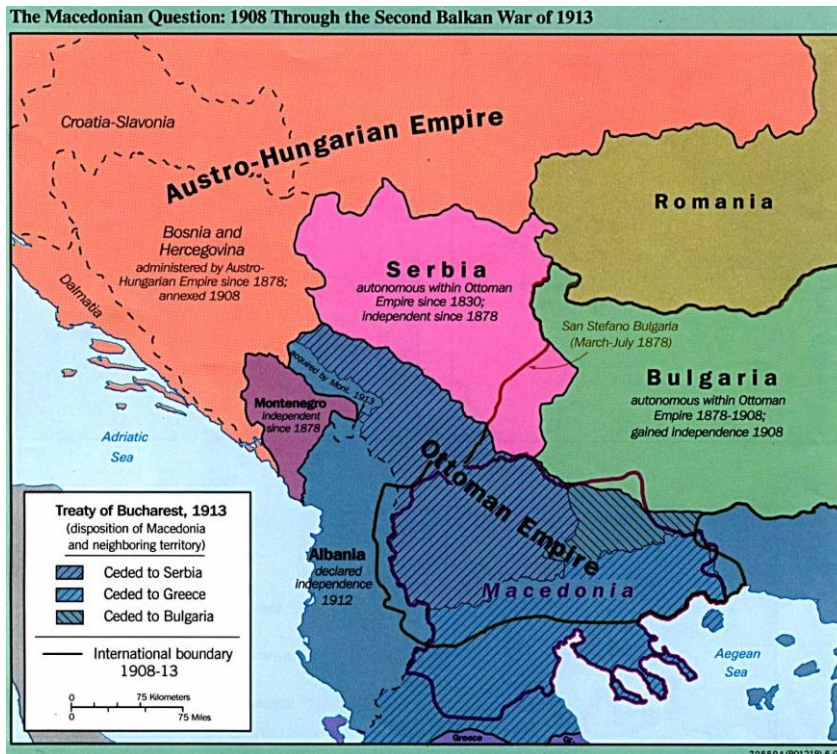 The Macedonian Question: 1908 Through the Second Balkan War of 1913
Croatia-Slavonia
Austro-Hungarian Empire
Romania
Bosnia and
Hercegovina
administered by Austro-
Hungarian Empire since 1878;
annexed 1908
Dalmatia
Serbia
autonomous within Ottoman
Empire since 1830;
independent since 1878
San Stefano Bulgaria
(March-July 1878)
acquired by Mont. 1913
Montenegro
independent
since 1878
Bulgaria
autonomous within Ottoman
Empire 1878-1908;
gained independence 1908
Adriatic
Sea
Ottoman Empire
Albania
declared
independence
1912
Macedonia
Aegean
Sea
Treaty of Bucharest, 1913
(disposition of Macedonia
and neighboring territory)
Ceded to Serbia
Ceded to Greece
Ceded to Bulgaria
International boundary
1908-13
0 75 Kilometers
0 75 Miles
Greece
Gr.